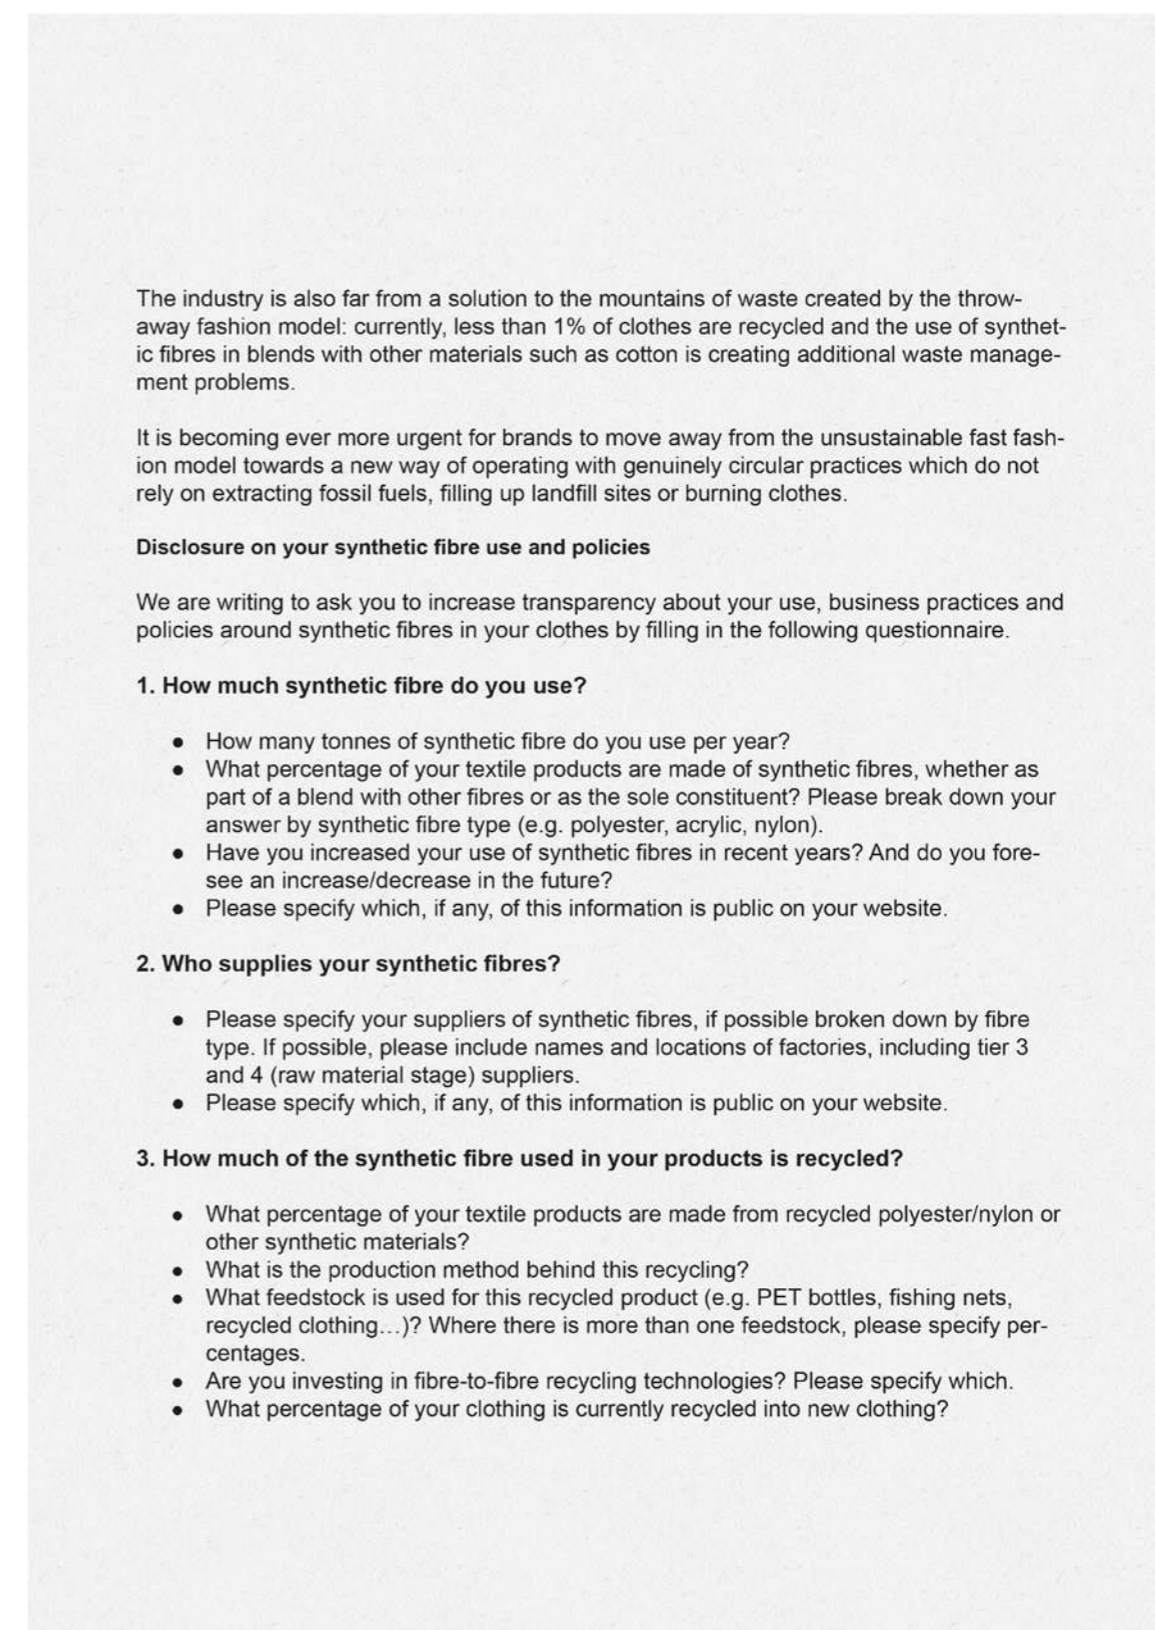 The industry is also far from a solution to the mountains of waste created by the throw-
away fashion model: currently, less than 1% of clothes are recycled and the use of synthet-
ic fibres in blends with other materials such as cotton is creating additional waste manage-
ment problems.
It is becoming ever more urgent for brands to move away from the unsustainable fast fash-
ion model towards a new way of operating with genuinely circular practices which do not
rely on extracting fossil fuels, filling up landfill sites or burning clothes.
Disclosure on your synthetic fibre use and policies
We are writing to ask you to increase transparency about your use, business practices and
policies around synthetic fibres in your clothes by filling in the following questionnaire.
1. How much synthetic fibre do you use?
● How many tonnes of synthetic fibre do you use per year?
● What percentage of your textile products are made of synthetic fibres, whether as
part of a blend with other fibres or as the sole constituent? Please break down your
answer by synthetic fibre type (e.g. polyester, acrylic, nylon).
● Have you increased your use of synthetic fibres in recent years? And do you fore-
see an increase/decrease in the future?
● Please specify which, if any, of this information is public on your website.
2. Who supplies your synthetic fibres?
● Please specify your suppliers of synthetic fibres, if possible broken down by fibre
type. If possible, please include names and locations of factories, including tier 3
and 4 (raw material stage) suppliers.
● Please specify which, if any, of this information is public on your website.
3. How much of the synthetic fibre used in your products is recycled?
● What percentage of your textile products are made from recycled polyester/nylon or
other synthetic materials?
● What is the production method behind this recycling?
● What feedstock is used for this recycled product (e.g. PET bottles, fishing nets,
recycled clothing...)? Where there is more than one feedstock, please specify per-
centages.
● Are you investing in fibre-to-fibre recycling technologies? Please specify which.
● What percentage of your clothing is currently recycled into new clothing?